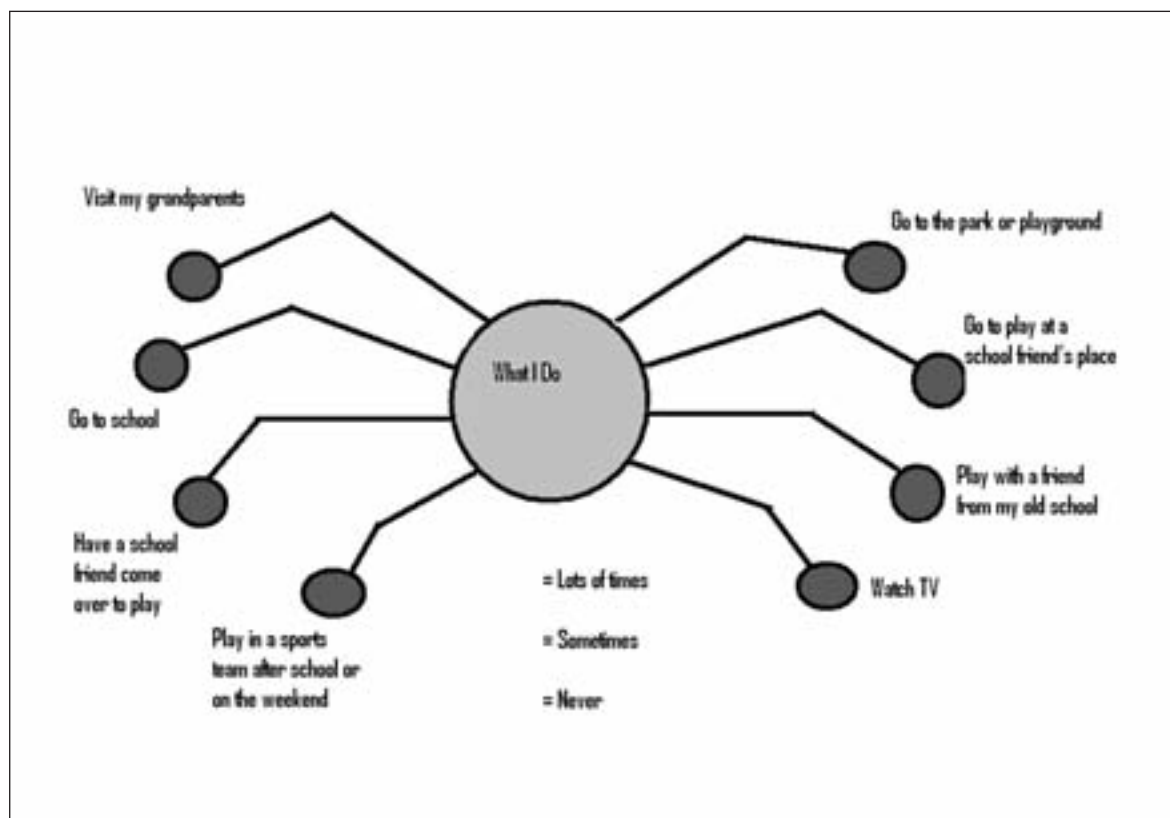 Visit my grandparents
Go to the park or playground
Go to play at a
school friend's place
What I Do
Go to school
Play with a friend
from my old school
Have a school
friend come
over to play
= Lots of times
Watch TV
Play in a sports
team after school or
on the weekend
= Sometimes
= Never